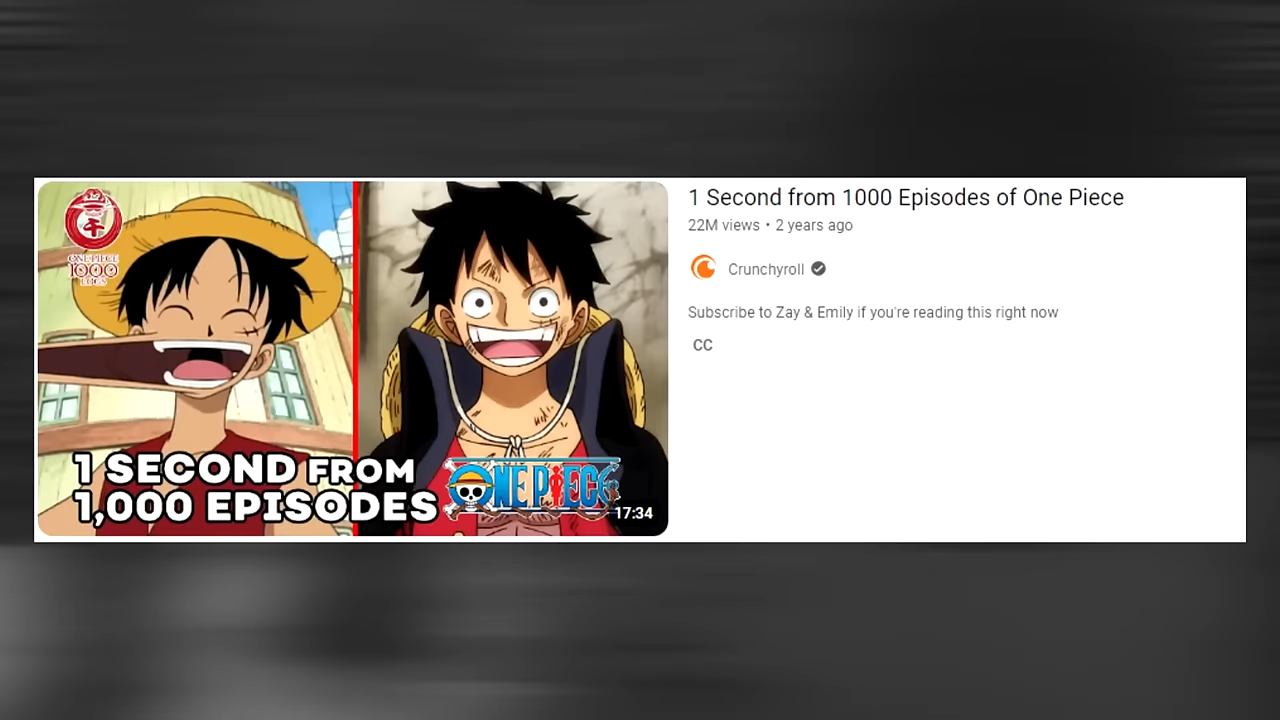 千
ONE PIECE
1000
LOGS
1 SECOND FROM
1,000 EPISODES
ONE PIECE
17:34
1 Second from 1000 Episodes of One Piece
22M views • 2 years ago
Crunchyroll
Subscribe to Zay & Emily if you're reading this right now
CC